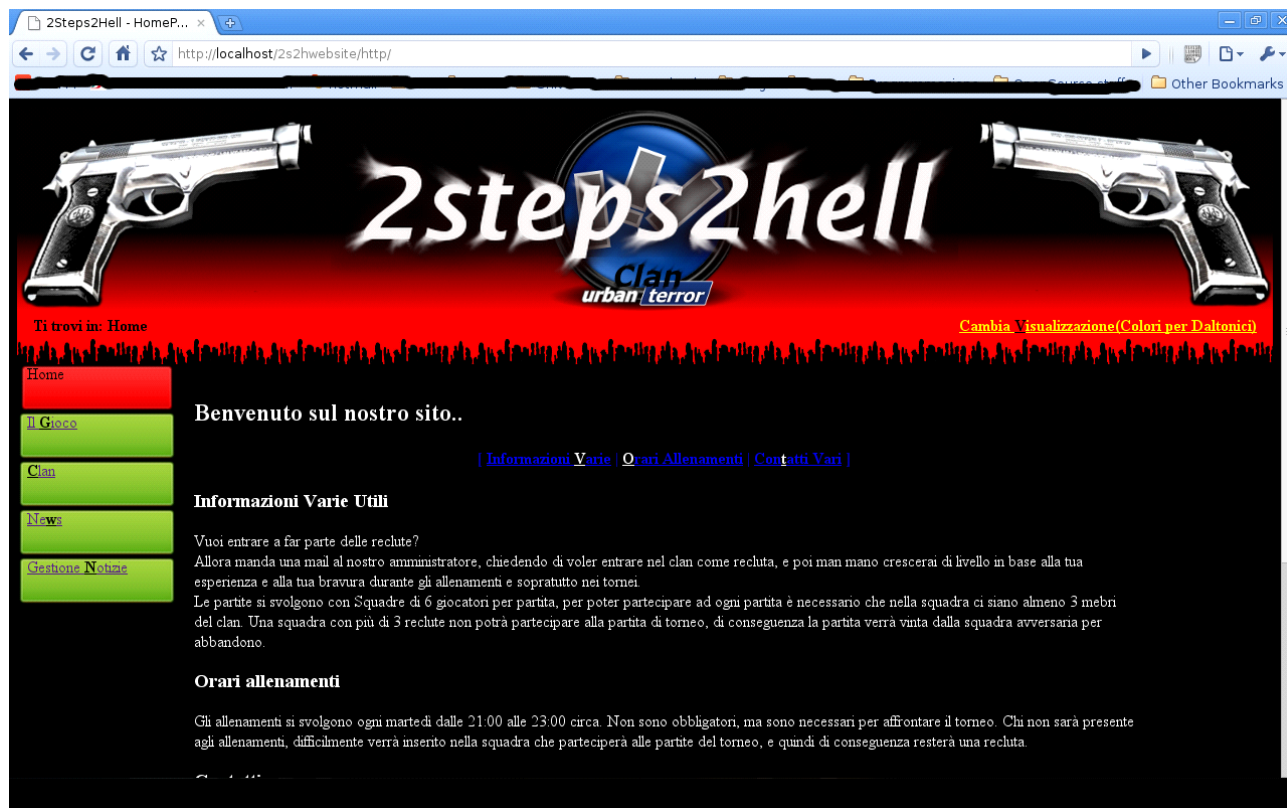 2Steps2Hell - HomeP...
http://localhost/2s2hwebsite/http/
Other Bookmarks
2steps2hell
Clan
urban terror
Ti trovi in: Home
Cambia Visualizzazione(Colori per Daltonici)
Home
Il Gioco
Clan
News
Gestione Notizie
Benvenuto sul nostro sito..
[ Informazioni Varie | Orari Allenamenti | Contatti Vari ]
Informazioni Varie Utili
Vuoi entrare a far parte delle reclute?
Allora manda una mail al nostro amministratore, chiedendo di voler entrare nel clan come recluta, e poi man mano crescerai di livello in base alla tua
esperienza e alla tua bravura durante gli allenamenti e sopratutto nei tornei.
Le partite si svolgono con Squadre di 6 giocatori per partita, per poter partecipare ad ogni partita è necessario che nella squadra ci siano almeno 3 mebri
del clan. Una squadra con più di 3 reclute non potrà partecipare alla partita di torneo, di conseguenza la partita verrà vinta dalla squadra avversaria per
abbandono.
Orari allenamenti
Gli allenamenti si svolgono ogni martedì dalle 21:00 alle 23:00 circa. Non sono obbligatori, ma sono necessari per affrontare il torneo. Chi non sarà presente
agli allenamenti, difficilmente verrà inserito nella squadra che parteciperà alle partite del torneo, e quindi di conseguenza resterà una recluta.